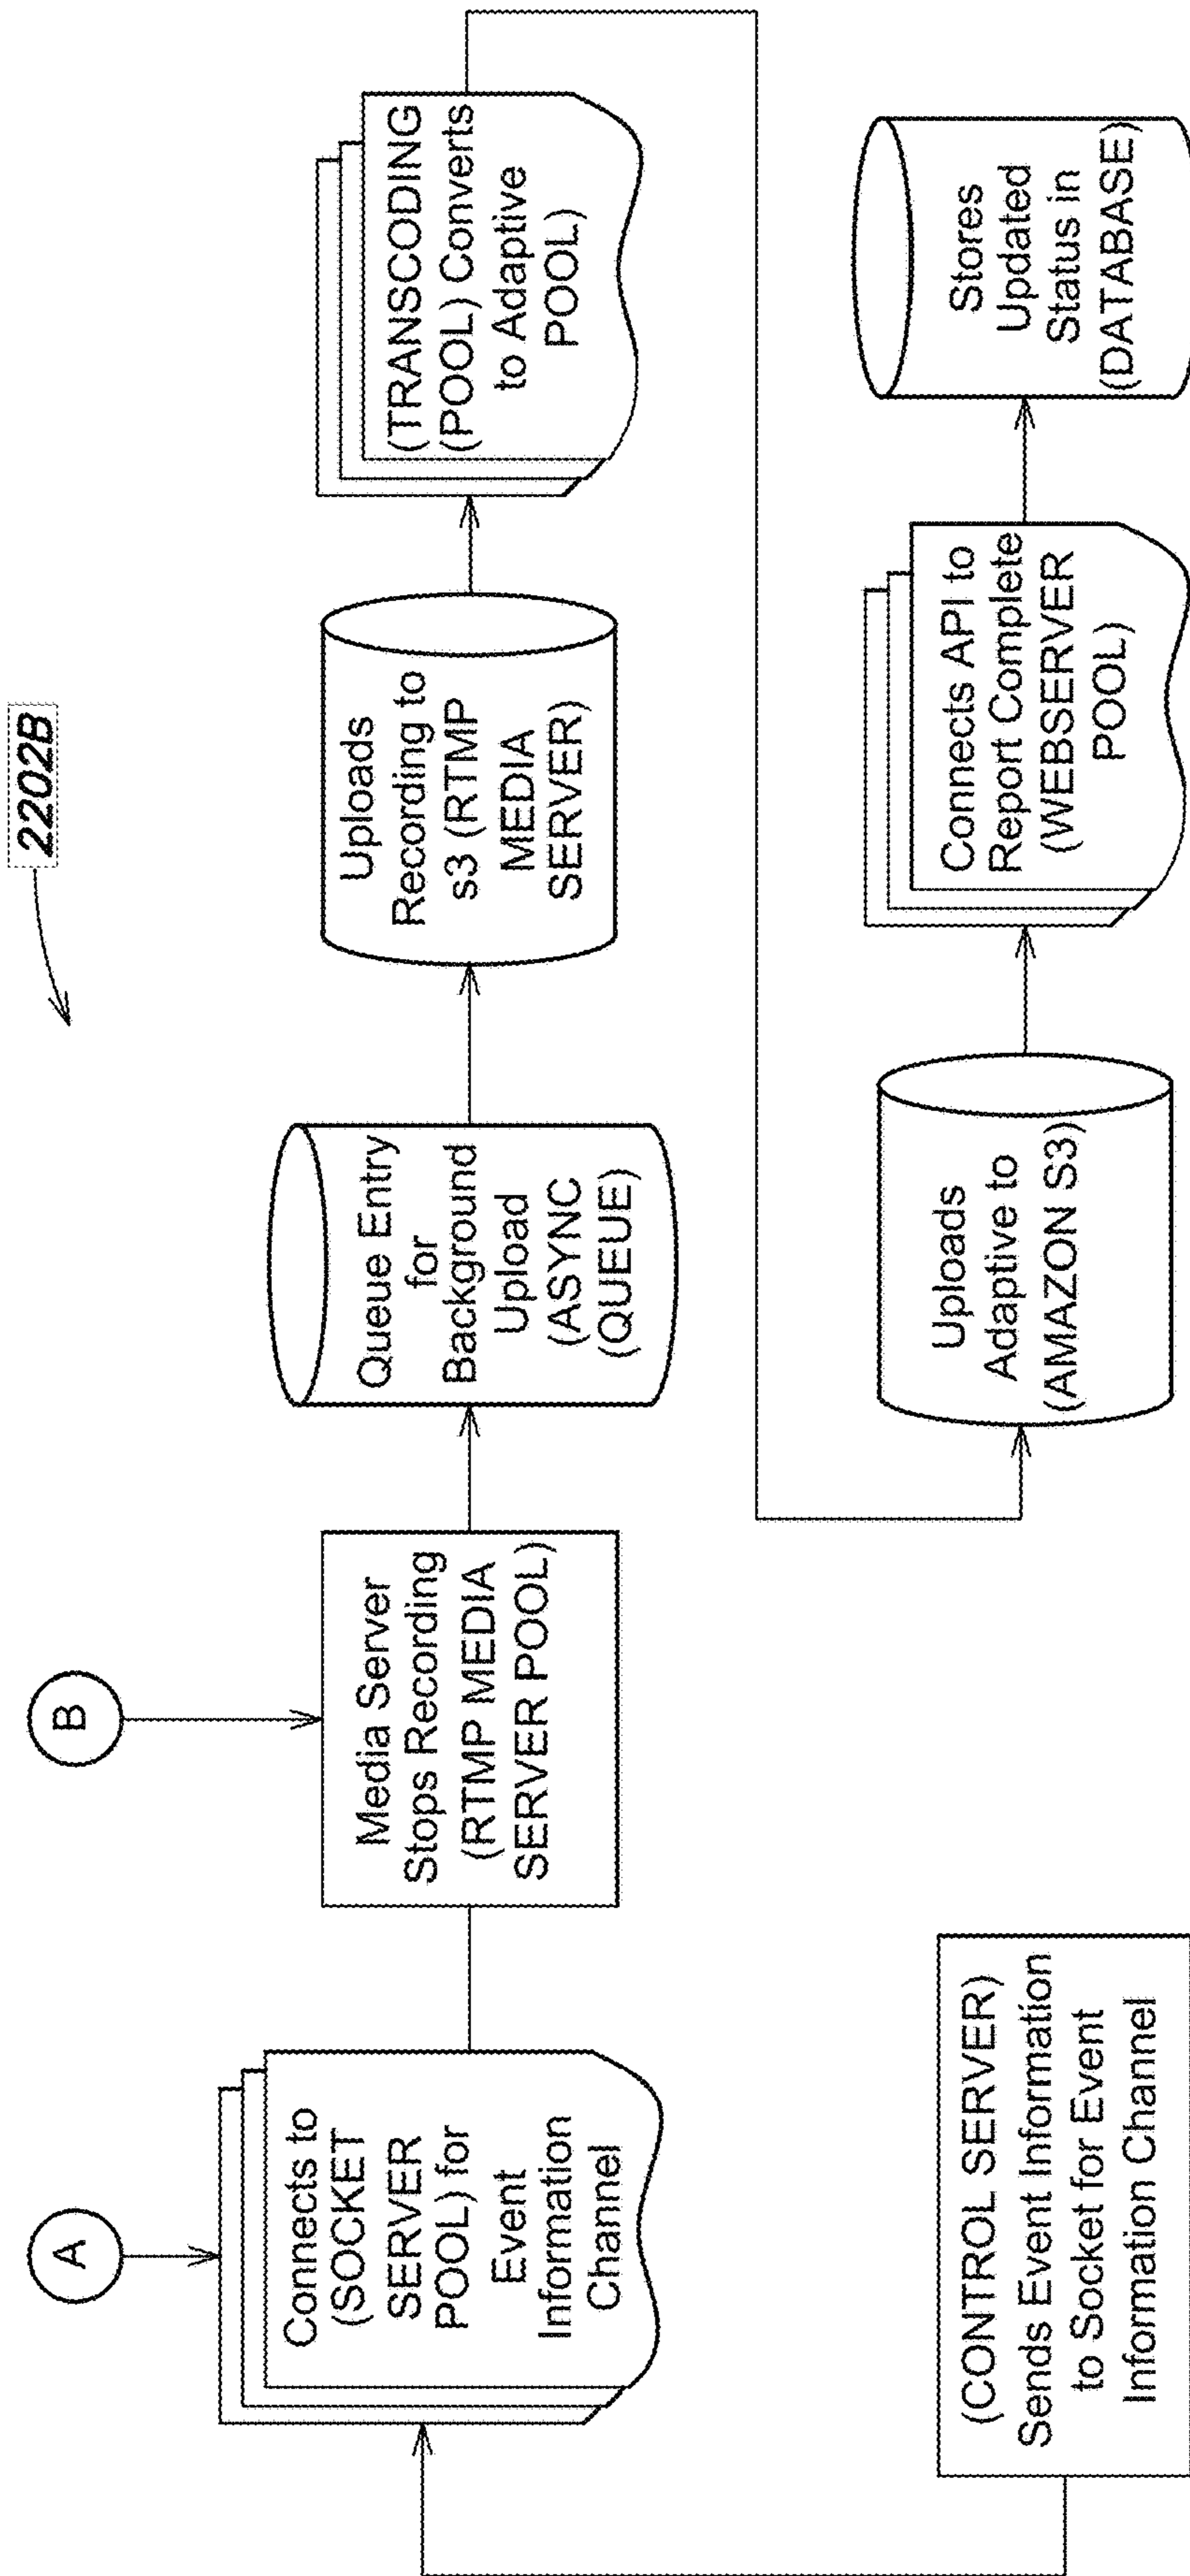 2202B
A
B
Connects to
(SOCKET
SERVER
POOL) for
Event
Information
Channel
Media Server
Stops Recording
(RTMP MEDIA
SERVER POOL)
Queue Entry
for
Background
Upload
(ASYNC
(QUEUE)
Uploads
Recording to
s3 (RTMP
MEDIA
SERVER)
(TRANSCODING
(POOL) Converts
to Adaptive
POOL)
(CONTROL SERVER)
Sends Event Information
to Socket for Event
Information Channel
Uploads
Adaptive to
(AMAZON S3)
Connects API to
Report Complete
(WEBSERVER
POOL)
Stores
Updated
Status in
(DATABASE)